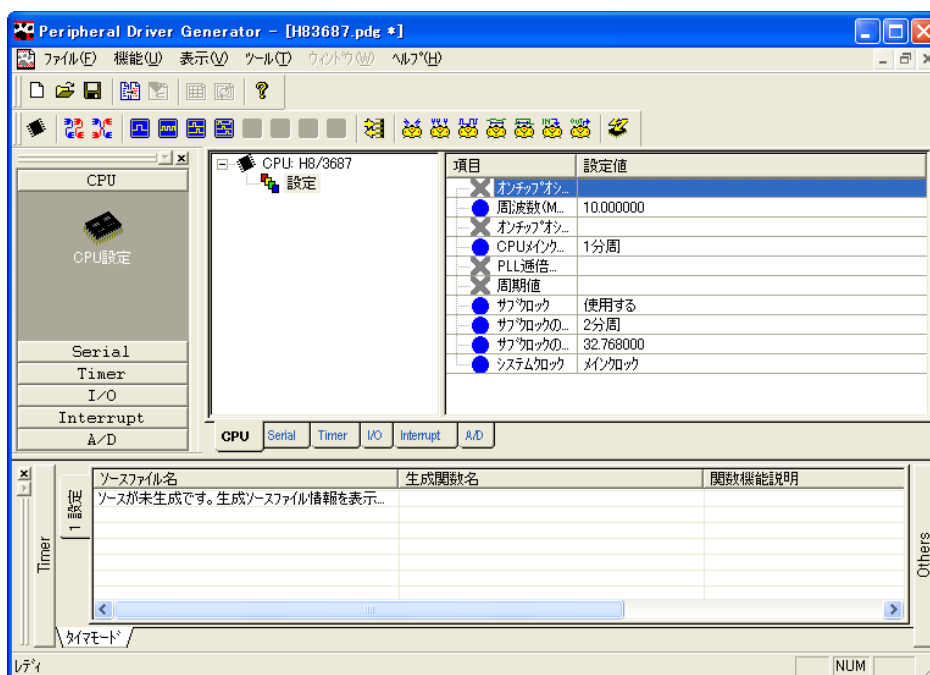 Peripheral Driver Generator - [H83687.pdg *]
ファイル(F) 機能(U) 表示(V) ツール(T) ウィンドウ(W) ヘルプ(H)
CPU
CPU設定
Serial
Timer
I/O
Interrupt
A/D
CPU: H8/3687
設定
項目 設定値
オンチップオシ...
周波数(M... 10.000000
オンチップオシ...
CPUメインク... 1分周
PLL逓倍...
周期値
サブクロック 使用する
サブクロックの... 2分周
サブクロックの... 32.768000
システムクロック メインクロック
CPU Serial Timer I/O Interrupt A/D
Timer
1 設定
ソースファイル名 生成関数名 関数機能説明
ソースが未生成です。生成ソースファイル情報を表示...
Others
タイマモード
レディ NUM